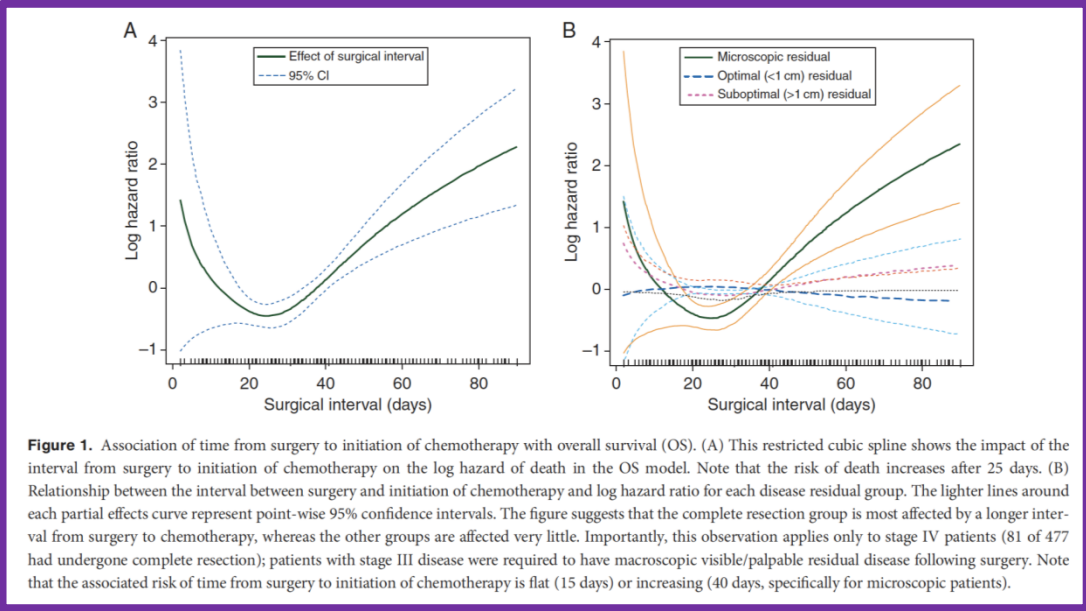 A
4
3
2
1
0
−1
Log hazard ratio
Effect of surgical interval
95% CI
0 20 40 60 80
Surgical interval (days)
B
4
3
2
1
0
−1
Log hazard ratio
Microscopic residual
Optimal (<1 cm) residual
Suboptimal (>1 cm) residual
0 20 40 60 80
Surgical interval (days)
Figure 1. Association of time from surgery to initiation of chemotherapy with overall survival (OS). (A) This restricted cubic spline shows the impact of the
interval from surgery to initiation of chemotherapy on the log hazard of death in the OS model. Note that the risk of death increases after 25 days. (B)
Relationship between the interval between surgery and initiation of chemotherapy and log hazard ratio for each disease residual group. The lighter lines around
each partial effects curve represent point-wise 95% confidence intervals. The figure suggests that the complete resection group is most affected by a longer inter-
val from surgery to chemotherapy, whereas the other groups are affected very little. Importantly, this observation applies only to stage IV patients (81 of 477
had undergone complete resection); patients with stage III disease were required to have macroscopic visible/palpable residual disease following surgery. Note
that the associated risk of time from surgery to initiation of chemotherapy is flat (15 days) or increasing (40 days, specifically for microscopic patients).